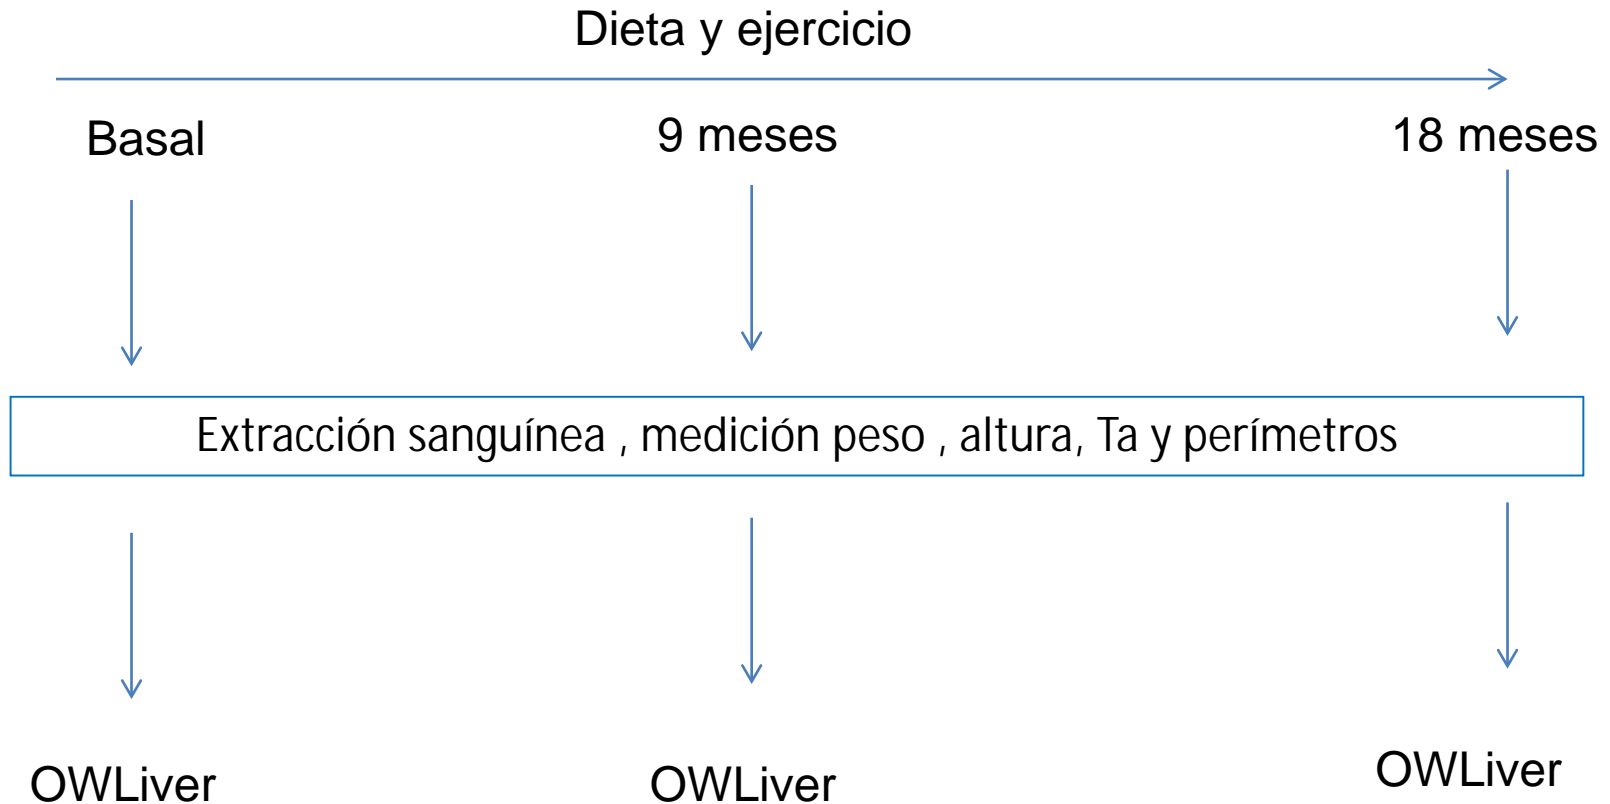 Dieta y ejercicio
Basal
9 meses
18 meses
Extracción sanguínea , medición peso , altura, Ta y perímetros
OWLiver
OWLiver
OWLiver